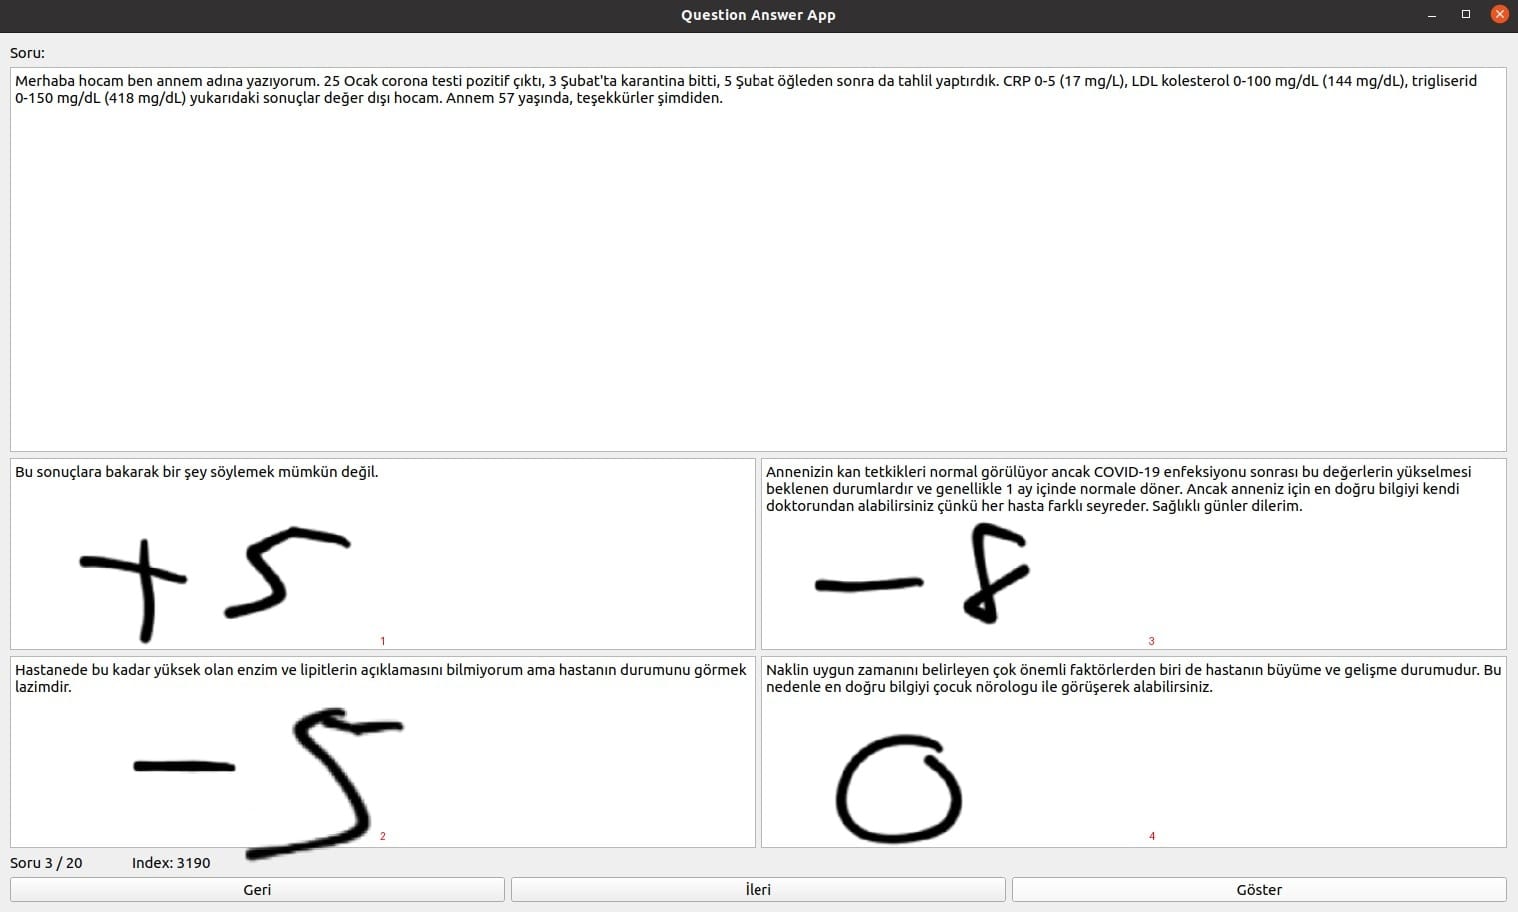 Question Answer App
Soru:
Merhaba hocam ben annem adına yazıyorum. 25 Ocak corona testi pozitif çıktı, 3 Şubat'ta karantina bitti, 5 Şubat öğleden sonra da tahlil yaptırdık. CRP 0-5 (17 mg/L), LDL kolesterol 0-100 mg/dL (144 mg/dL), trigliserid
0-150 mg/dL (418 mg/dL) yukarıdaki sonuçlar değer dışı hocam. Annem 57 yaşında, teşekkürler şimdiden.
Bu sonuçlara bakarak bir şey söylemek mümkün değil.
+5
1
Annenizin kan tetkikleri normal görülüyor ancak COVID-19 enfeksiyonu sonrası bu değerlerin yükselmesi
beklenen durumlardır ve genellikle 1 ay içinde normale döner. Ancak anneniz için en doğru bilgiyi kendi
doktorundan alabilirsiniz çünkü her hasta farklı seyreder. Sağlıklı günler dilerim.
-8
3
Hastanede bu kadar yüksek olan enzim ve lipitlerin açıklamasını bilmiyorum ama hastanın durumunu görmek
lazimdir.
-5
2
Naklin uygun zamanını belirleyen çok önemli faktörlerden biri de hastanın büyüme ve gelişme durumudur. Bu
nedenle en doğru bilgiyi çocuk nörologu ile görüşerek alabilirsiniz.
0
4
Soru 3 / 20 Index: 3190
Geri İleri Göster